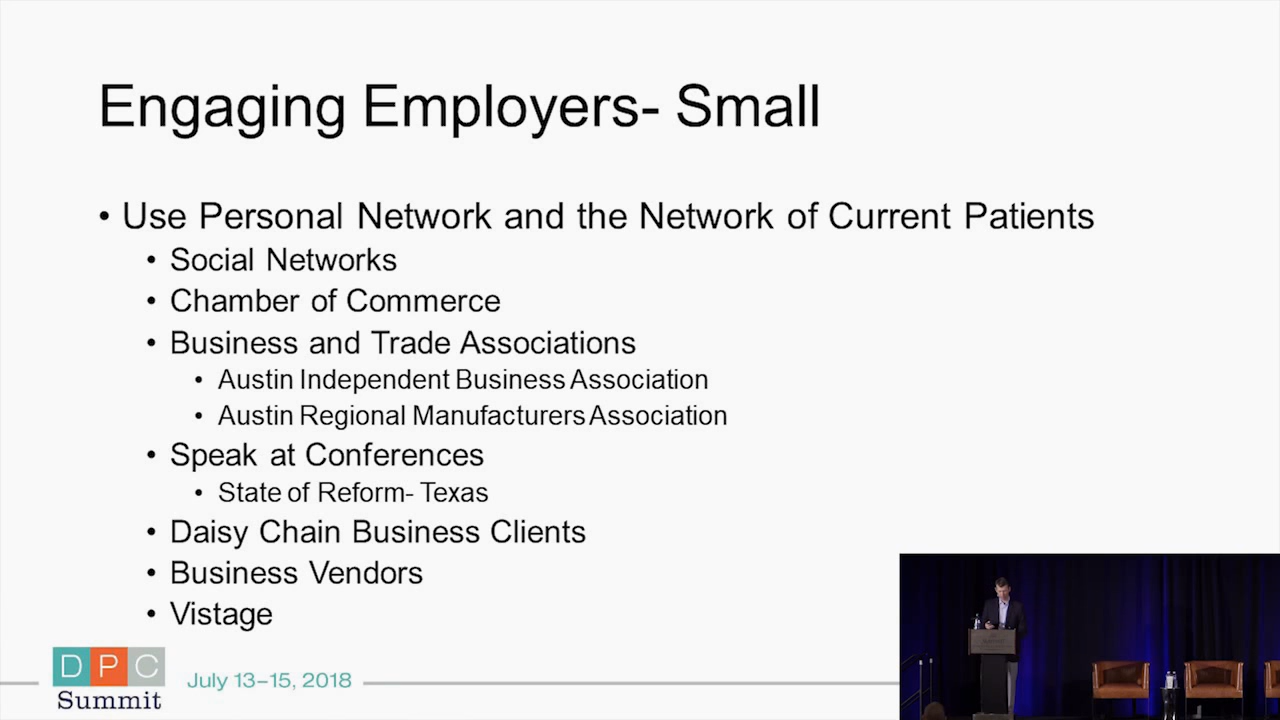 Engaging Employers- Small
• Use Personal Network and the Network of Current Patients
• Social Networks
• Chamber of Commerce
• Business and Trade Associations
• Austin Independent Business Association
• Austin Regional Manufacturers Association
• Speak at Conferences
• State of Reform- Texas
• Daisy Chain Business Clients
• Business Vendors
• Vistage
DPC
Summit
July 13–15, 2018